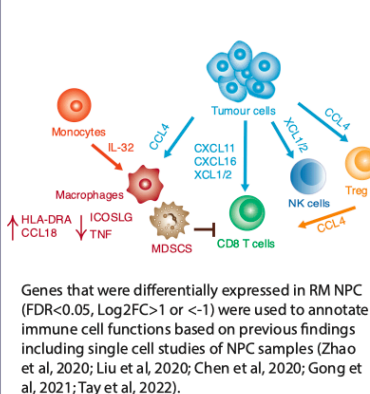 Tumour cells
Monocytes
IL-32
CCL4
CXCL11
CXCL16
XCL1/2
XCL1/2
CCL4
Macrophages
HLA-DRA
CCL18
ICOSLG
TNF
MDSCS
CD8 T cells
NK cells
Treg
CCL4
Genes that were differentially expressed in RM NPC
(FDR<0.05, Log2FC>1 or <-1) were used to annotate
immune cell functions based on previous findings
including single cell studies of NPC samples (Zhao
et al, 2020; Liu et al, 2020; Chen et al, 2020; Gong et
al, 2021; Tay et al, 2022).